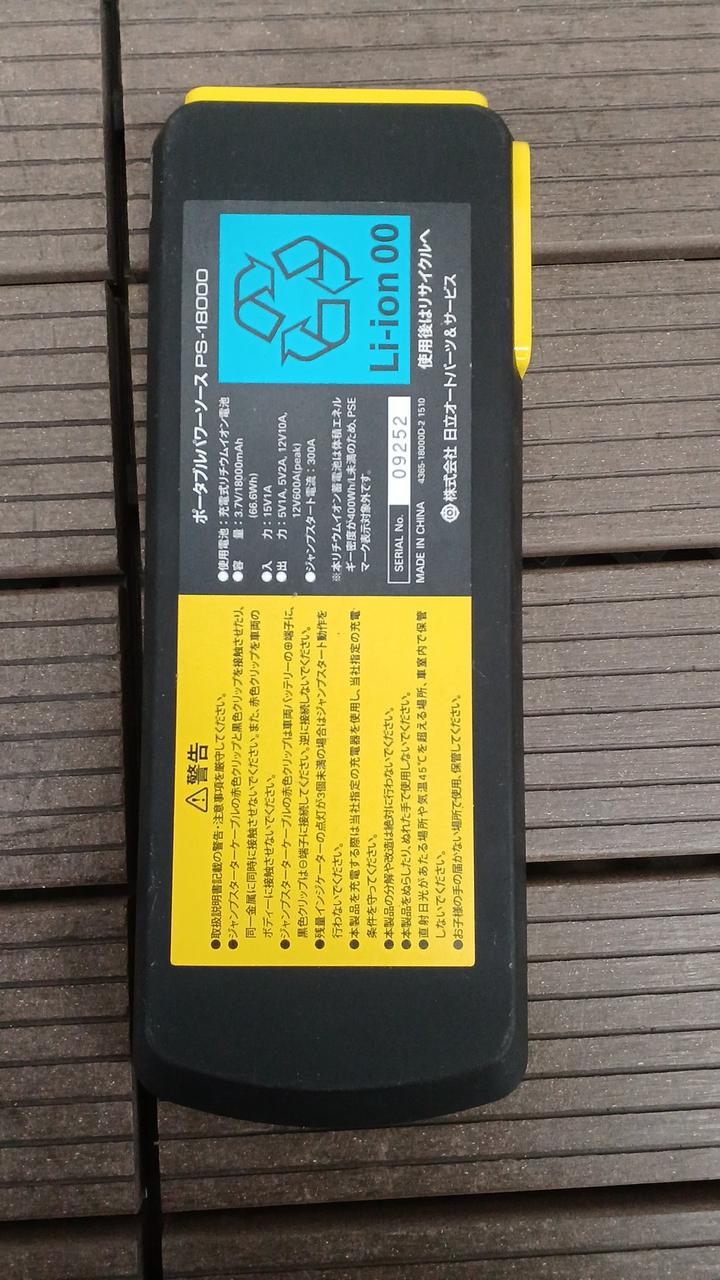 ポータブルパワーソース PS-18000
●使用電池：充電式リチウムイオン電池
●容　　量：3.7V/18000mAh
(66.6Wh)
●入　　力：15V1A
●出　　力：5V1A, 5V2A, 12V10A,
12V600A(peak)
●ジャンプスタート電流：300A
※本リチウムイオン蓄電池は体積エネル
ギー密度が400Wh/L未満のため、PSE
マーク表示対象外です。
SERIAL No. 09252
MADE IN CHINA 4365-18000D-2 1510
株式会社 日立オートパーツ&サービス
Li-ion 00
使用後はリサイクルへ
⚠警告
●取扱説明書記載の警告・注意事項を厳守してください。
●ジャンプスターターケーブルの赤色クリップと黒色クリップを接触させたり、
同一金属に同時に接触させないでください。また、赤色クリップを車両の
ボディーに接触させないでください。
●ジャンプスターターケーブルの赤色クリップは車両バッテリーの⊕端子に、
黒色クリップは⊖端子に接続してください。逆に接続しないでください。
●残量インジケーターの点灯が3個未満の場合はジャンプスタート動作を
行わないでください。
●本製品を充電する際は当社指定の充電器を使用し、当社指定の充電
条件を守ってください。
●本製品の分解や改造は絶対に行わないでください。
●本製品をぬらしたり、ぬれた手で使用しないでください。
●直射日光があたる場所や気温45℃を超える場所、車室内で保管
しないでください。
●お子様の手の届かない場所で使用、保管してください。